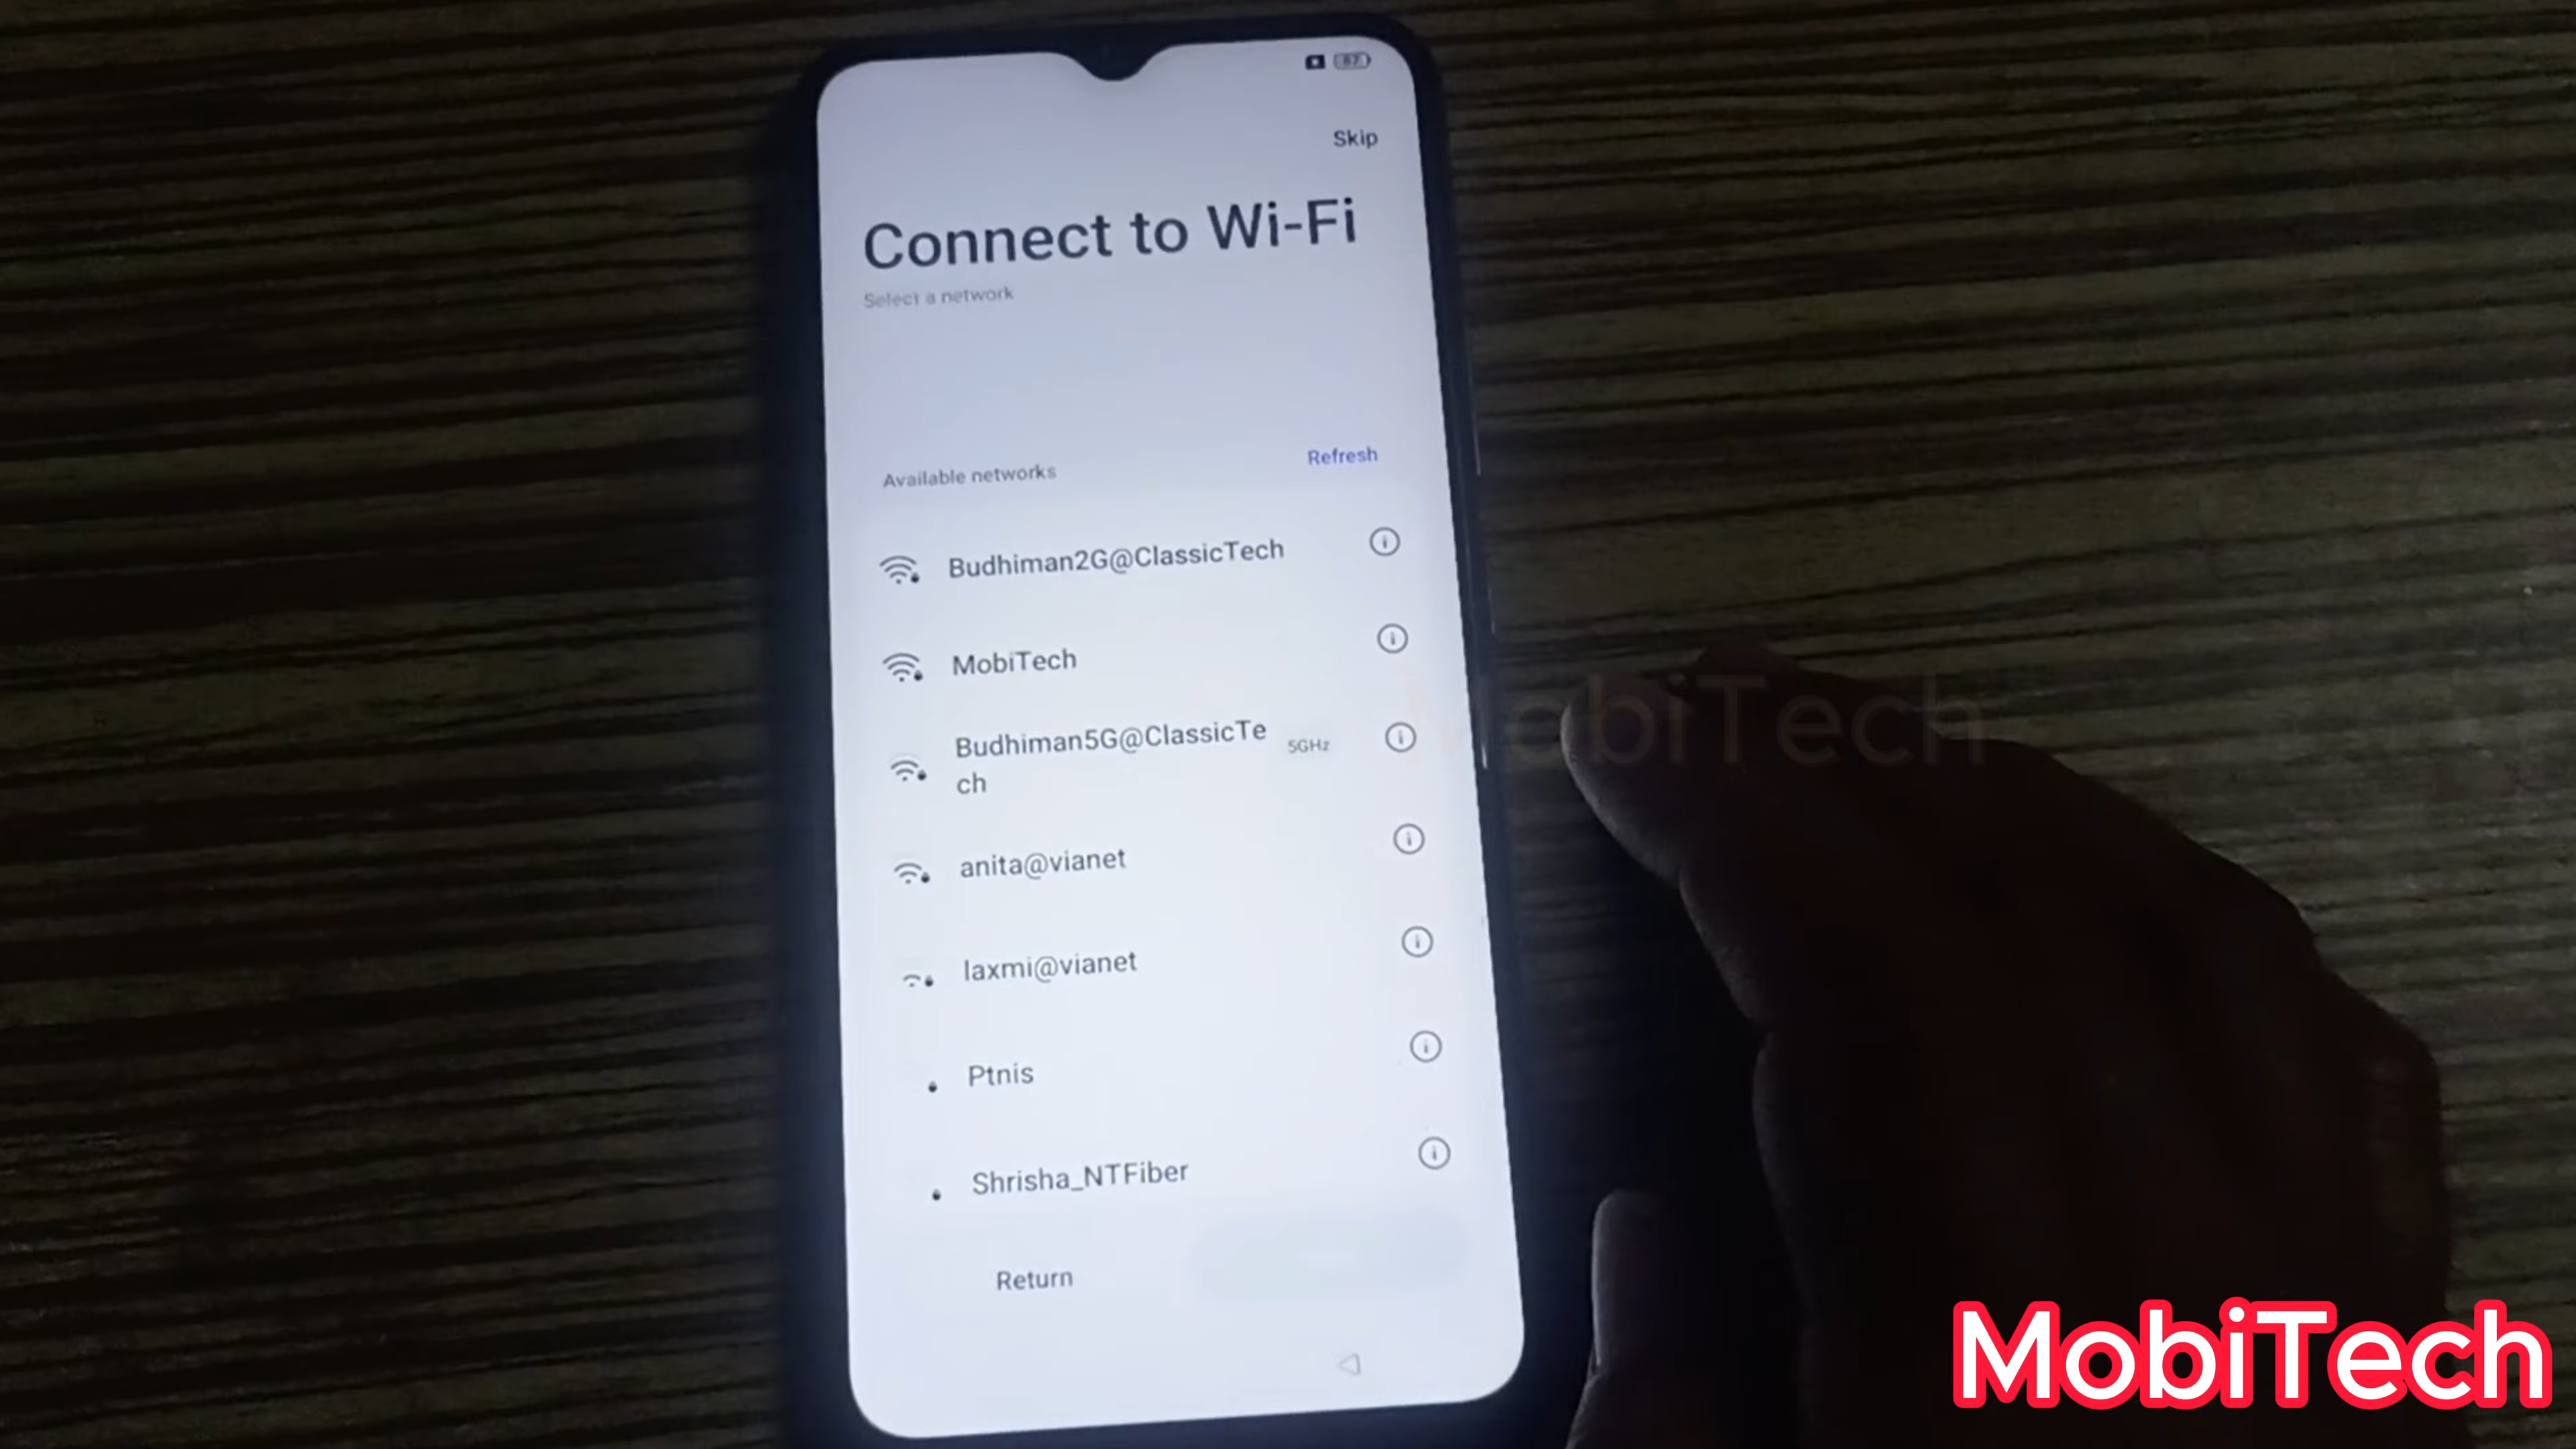 87
Skip
Connect to Wi-Fi
Select a network
Available networks
Refresh
Budhiman2G@ClassicTech
MobiTech
Budhiman5G@ClassicTe
ch
5GHz
anita@vianet
laxmi@vianet
Ptnis
Shrisha_NTFiber
Return
MobiTech
MobiTech